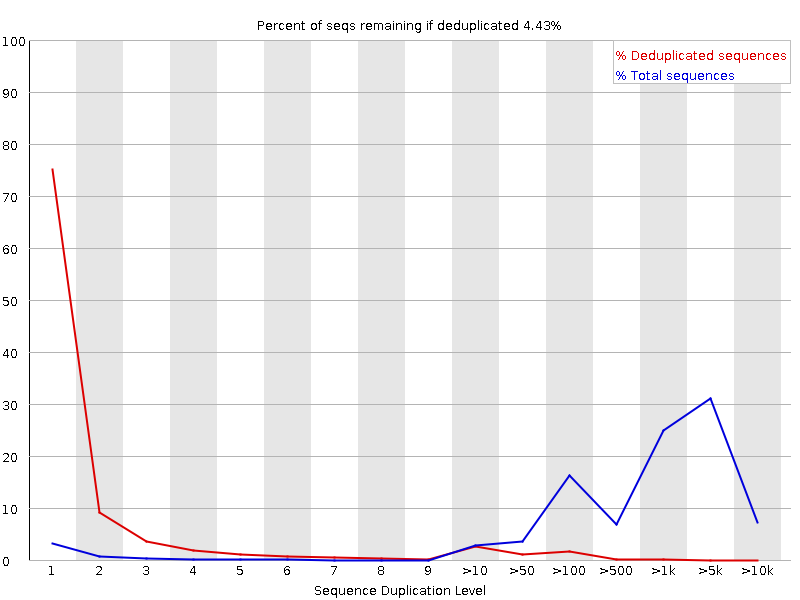 Percent of seqs remaining if deduplicated 4.43%
% Deduplicated sequences
% Total sequences
100
90
80
70
60
50
40
30
20
10
0
1 2 3 4 5 6 7 8 9 >10 >50 >100 >500 >1k >5k >10k
Sequence Duplication Level